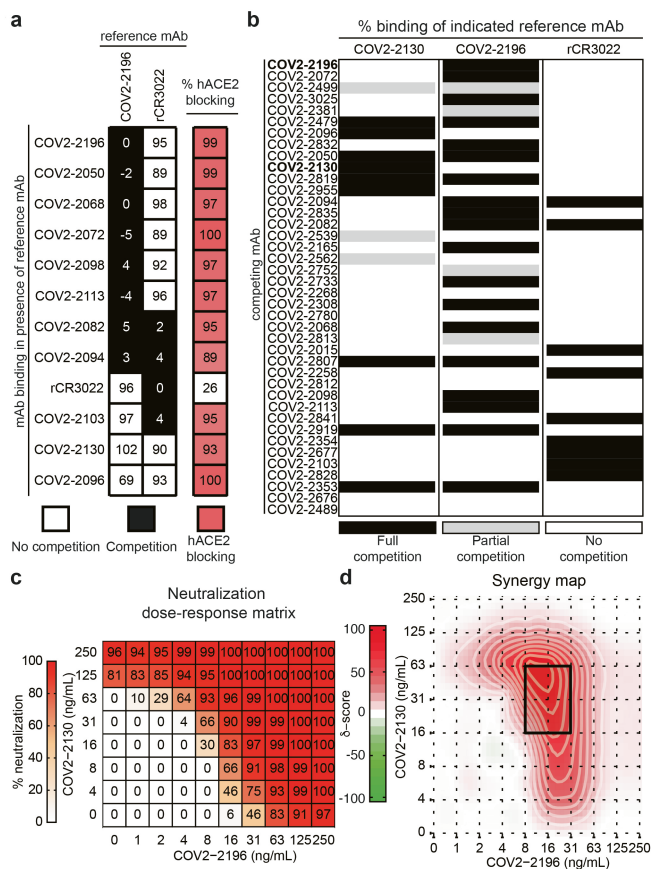 a
reference mAb
COV2-2196
rCR3022
% hACE2
blocking
mAb binding in presence of reference mAb
COV2-2196 0 95 99
COV2-2050 -2 89 99
COV2-2068 0 98 97
COV2-2072 -5 89 100
COV2-2098 4 92 97
COV2-2113 -4 96 97
COV2-2082 5 2 95
COV2-2094 3 4 89
rCR3022 96 0 26
COV2-2103 97 4 95
COV2-2130 102 90 93
COV2-2096 69 93 100
No competition
Competition
hACE2
blocking
b
% binding of indicated reference mAb
COV2-2130 COV2-2196 rCR3022
competing mAb
COV2-2196
COV2-2072
COV2-2499
COV2-3025
COV2-2381
COV2-2479
COV2-2096
COV2-2832
COV2-2050
COV2-2130
COV2-2819
COV2-2955
COV2-2094
COV2-2835
COV2-2082
COV2-2539
COV2-2165
COV2-2562
COV2-2752
COV2-2733
COV2-2268
COV2-2308
COV2-2780
COV2-2068
COV2-2813
COV2-2015
COV2-2807
COV2-2258
COV2-2812
COV2-2098
COV2-2113
COV2-2841
COV2-2919
COV2-2354
COV2-2677
COV2-2103
COV2-2828
COV2-2353
COV2-2676
COV2-2489
Full
competition
Partial
competition
No
competition
c
Neutralization
dose-response matrix
% neutralization
100
80
60
40
20
0
COV2−2130 (ng/mL)
250 96 94 95 99 99 100 100 100 100 100
125 81 83 85 94 95 100 100 100 100 100
63 0 10 29 64 93 96 99 100 100 100
31 0 0 0 4 66 90 99 99 100 100
16 0 0 0 0 30 83 97 99 100 100
8 0 0 0 0 66 91 98 99 100
4 0 0 0 0 46 75 93 99 100
0 0 0 0 0 6 46 83 91 97
0 1 2 4 8 16 31 63 125 250
COV2−2196 (ng/mL)
d
Synergy map
δ−score
100
50
0
-50
-100
COV2−2130 (ng/mL)
250
125
63
31
16
8
4
0
0 1 2 4 8 16 31 63 125 250
COV2−2196 (ng/mL)